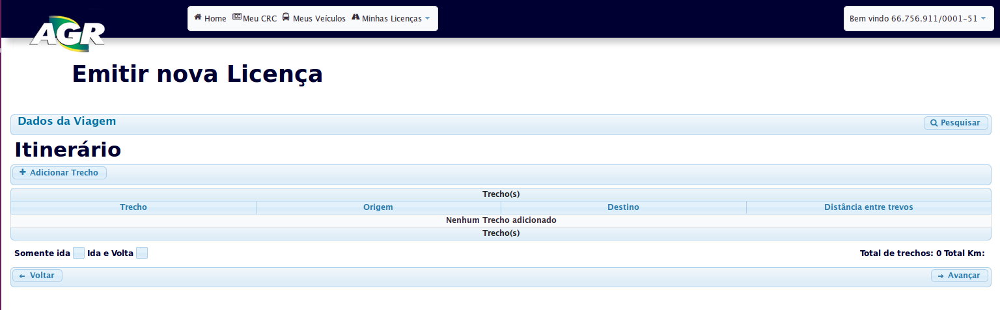 AGR
Home Meu CRC Meus Veículos Minhas Licenças
Bem vindo 66.756.911/0001-51
Emitir nova Licença
Dados da Viagem
Pesquisar
Itinerário
Adicionar Trecho
Trecho(s)
Trecho Origem Destino Distância entre trevos
Nenhum Trecho adicionado
Trecho(s)
Somente ida Ida e Volta Total de trechos: 0 Total Km:
Voltar Avançar